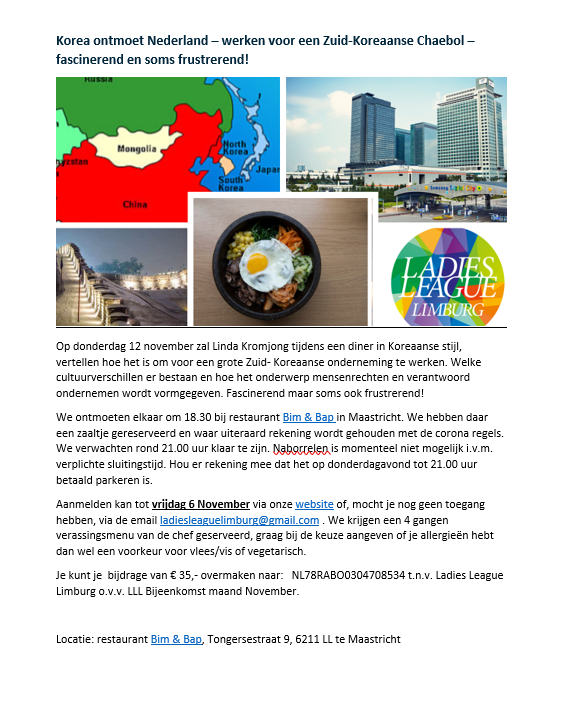 Korea ontmoet Nederland – werken voor een Zuid-Koreaanse Chaebol –
fascinerend en soms frustrerend!
Russia
Mongolia
North
Korea
Japan
South
Korea
China
LADIES
LEAGUE
LIMBURG
Op donderdag 12 november zal Linda Kromjong tijdens een diner in Koreaanse stijl,
vertellen hoe het is om voor een grote Zuid- Koreaanse onderneming te werken. Welke
cultuurverschillen er bestaan en hoe het onderwerp mensenrechten en verantwoord
ondernemen wordt vormgegeven. Fascinerend maar soms ook frustrerend!
We ontmoeten elkaar om 18.30 bij restaurant Bim & Bap in Maastricht. We hebben daar
een zaaltje gereserveerd en waar uiteraard rekening wordt gehouden met de corona regels.
We verwachten rond 21.00 uur klaar te zijn. Naborrelen is momenteel niet mogelijk i.v.m.
verplichte sluitingstijd. Hou er rekening mee dat het op donderdagavond tot 21.00 uur
betaald parkeren is.
Aanmelden kan tot vrijdag 6 November via onze website of, mocht je nog geen toegang
hebben, via de email ladiesleaguelimburg@gmail.com . We krijgen een 4 gangen
verassingsmenu van de chef geserveerd, graag bij de keuze aangeven of je allergieën hebt
dan wel een voorkeur voor vlees/vis of vegetarisch.
Je kunt je bijdrage van € 35,- overmaken naar: NL78RABO0304708534 t.n.v. Ladies League
Limburg o.v.v. LLL Bijeenkomst maand November.
Locatie: restaurant Bim & Bap, Tongersestraat 9, 6211 LL te Maastricht